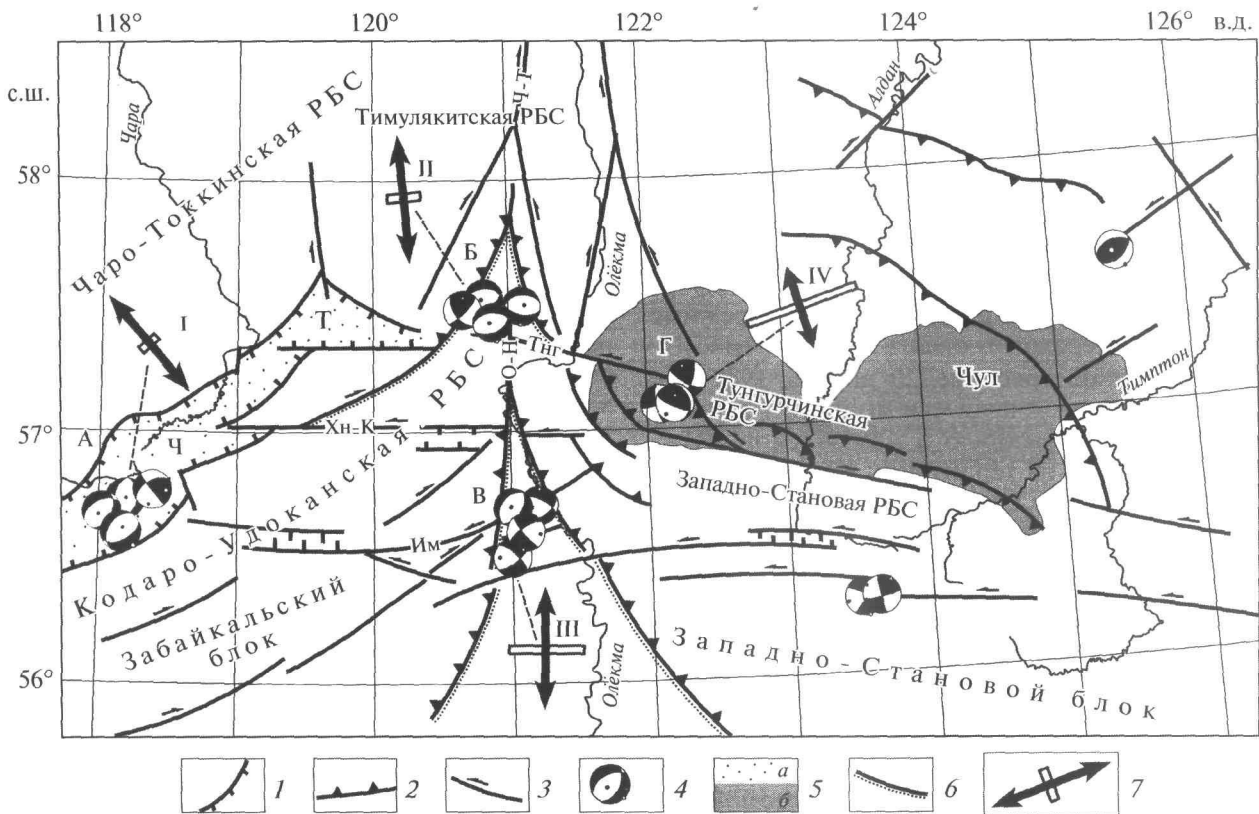 118° 120° 122° 124° 126° в.д.
с.ш.
58°
57°
56°
Чара
Чаро-Токкинская РБС
Тимулякитская РБС
Ч-Т
Олёкма
Алдан
Тимптон
I
II
III
IV
А
Б
В
Г
Т
Ч
Тнг
О-Н
Хн-К
Им
Чул
Кодаро-удоканская РБС
Тунгурчинская
РБС
Западно-Становая РБС
Забайкальский
блок
Западно-Становой блок
Олёкма
1 2 3 4 а 5 6 7
б